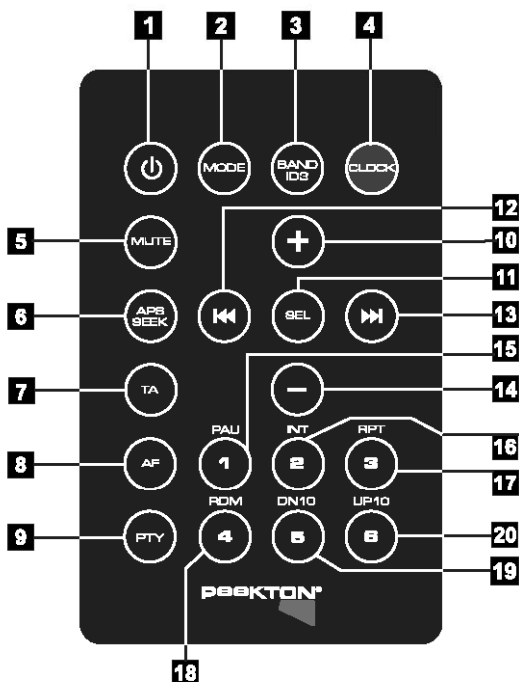 1 2 3 4
MODE BAND ID3 CLOCK
12
5 MUTE + 10
11
6 APS SEEK SEL 13
15
7 TA − 14
PAU INT RPT
16
8 AF 1 2 3
17
RDM DN10 UP10
9 PTY 4 5 6 20
19
PEEKTON®
18